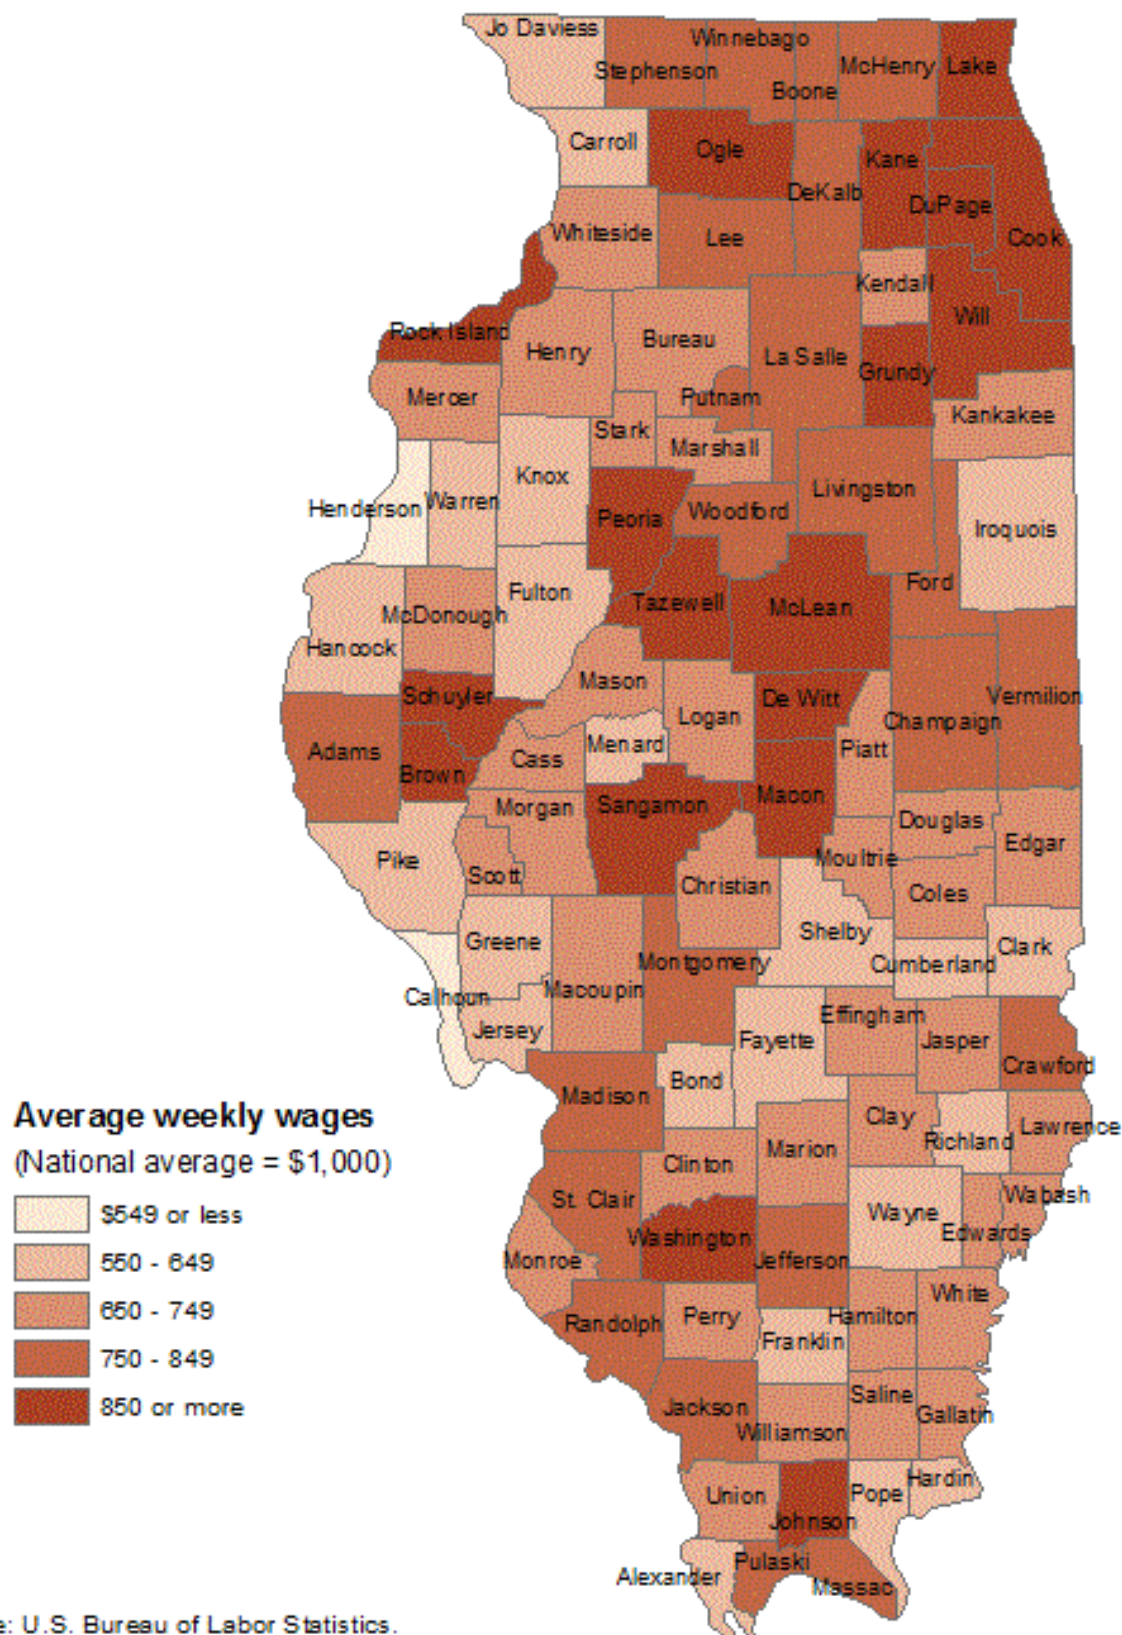 Jo Daviess
Winnebago
Stephenson
McHenry
Lake
Boone
Carroll
Ogle
Kane
DeKalb
DuPage
Whiteside
Lee
Cook
Kendall
Will
Rock Island
Henry
Bureau
La Salle
Grundy
Mercer
Putnam
Kankakee
Stark
Marshall
Knox
Livingston
Henderson
Warren
Peoria
Woodford
Iroquois
Ford
Fulton
Tazewell
McLean
McDonough
Hancock
Mason
Schuyler
De Witt
Vermilion
Logan
Champaign
Adams
Menard
Piatt
Cass
Brown
Macon
Morgan
Sangamon
Douglas
Edgar
Pike
Moultrie
Scott
Christian
Coles
Shelby
Greene
Clark
Montgomery
Cumberland
Calhoun
Macoupin
Effingham
Jersey
Fayette
Jasper
Crawford
Bond
Madison
Clay
Lawrence
Richland
Marion
Clinton
St. Clair
Wabash
Wayne
Edwards
Washington
Monroe
Jefferson
White
Randolph
Perry
Hamilton
Franklin
Saline
Jackson
Gallatin
Williamson
Hardin
Union
Pope
Johnson
Pulaski
Alexander
Massac
Average weekly wages
(National average = $1,000)
$549 or less
550 - 649
650 - 749
750 - 849
850 or more
e: U.S. Bureau of Labor Statistics.